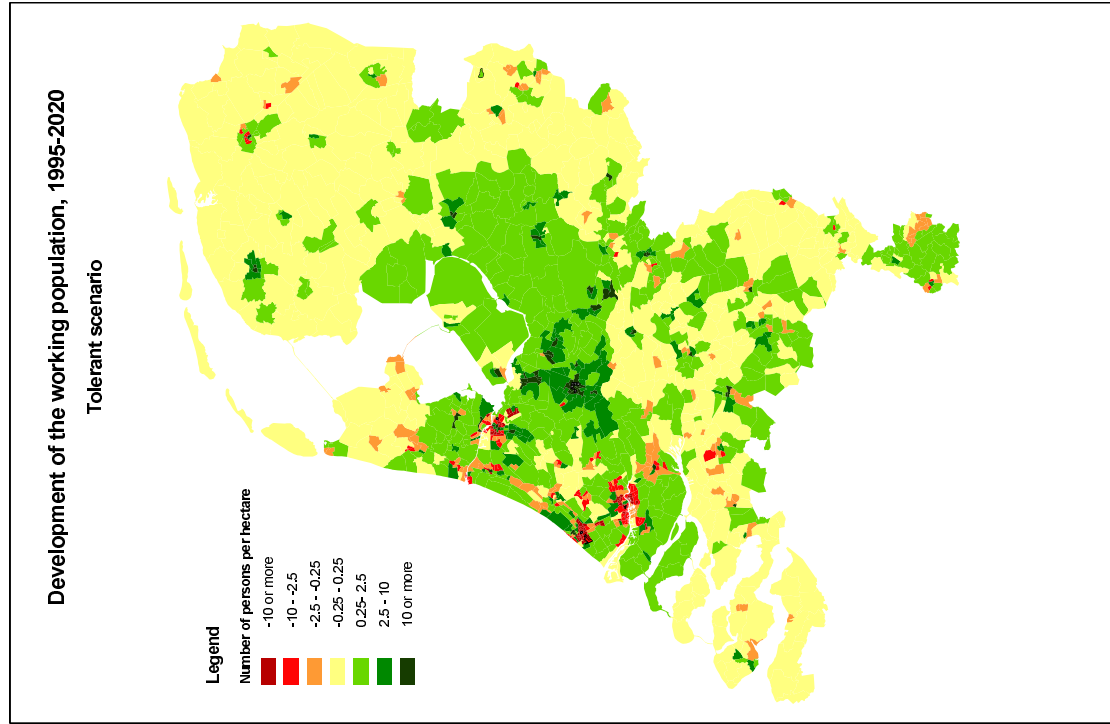 Development of the working population, 1995-2020
Tolerant scenario
Legend
Number of persons per hectare
-10 or more
-10 - -2.5
-2.5 - -0.25
-0.25 - 0.25
0.25- 2.5
2.5 - 10
10 or more